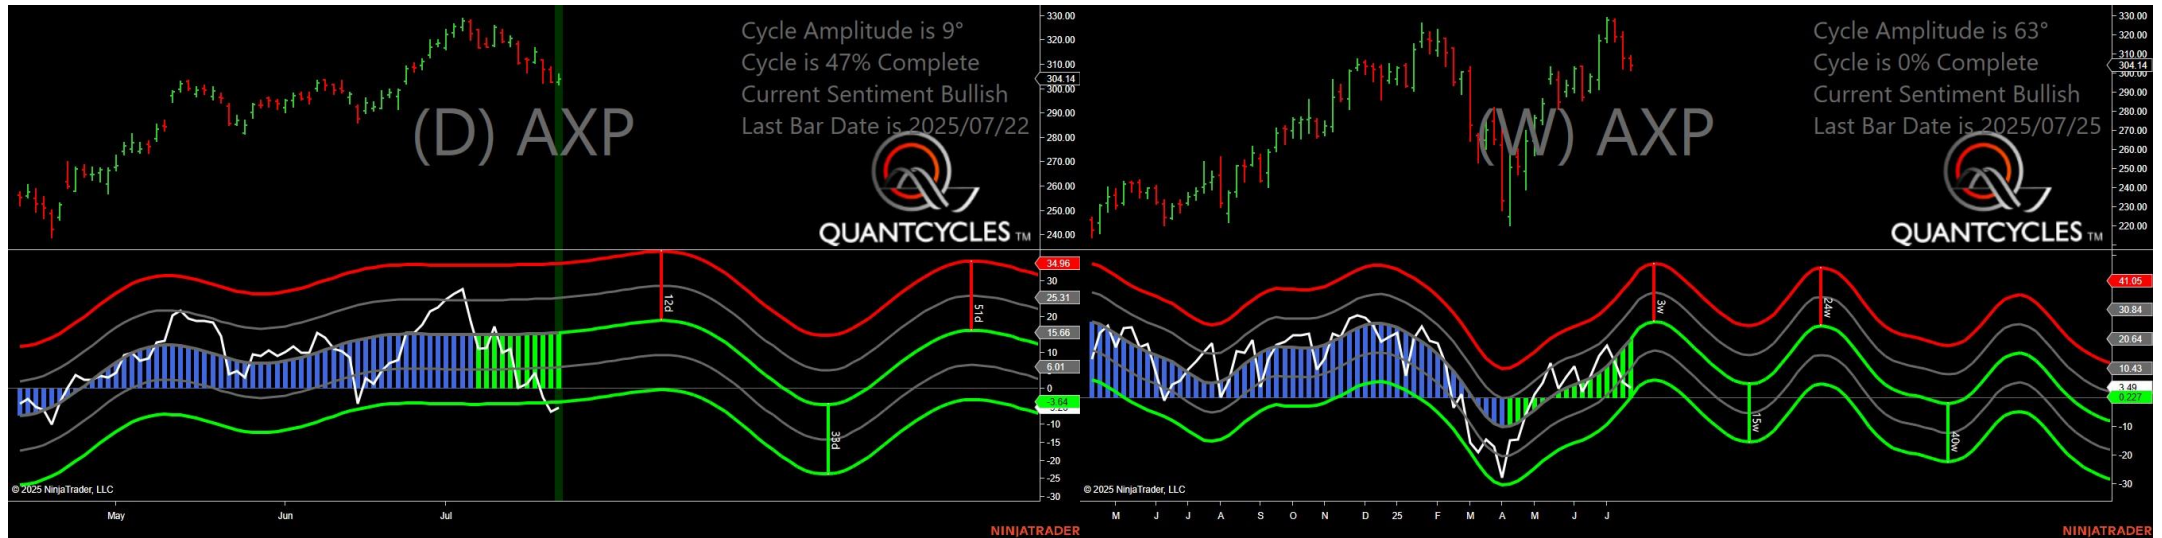 330.00
320.00
310.00
304.14
300.00
290.00
280.00
270.00
260.00
250.00
240.00
Cycle Amplitude is 9°
Cycle is 47% Complete
Current Sentiment Bullish
Last Bar Date is 2025/07/22
(D) AXP
QUANTCYCLES TM
34.96
30
25.31
20
15.66
10
6.01
0
-3.64
-10
-15
-20
-25
-30
12d
33d
51d
© 2025 NinjaTrader, LLC
May
Jun
Jul
NINJATRADER
330.00
320.00
310.00
304.14
300.00
290.00
280.00
270.00
260.00
250.00
240.00
230.00
220.00
Cycle Amplitude is 63°
Cycle is 0% Complete
Current Sentiment Bullish
Last Bar Date is 2025/07/25
(W) AXP
QUANTCYCLES TM
41.05
30.84
20.64
10.43
3.49
0.227
-10
-20
-30
3w
15w
24w
40w
© 2025 NinjaTrader, LLC
M
J
J
A
S
O
N
D
25
F
M
A
M
J
J
NINJATRADER